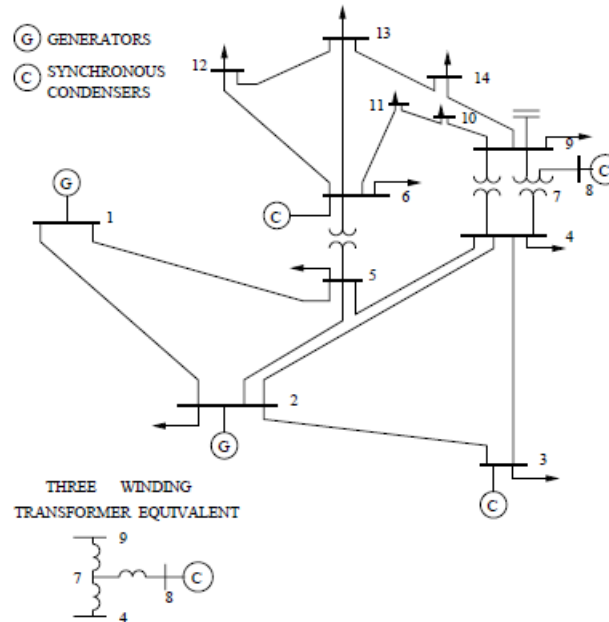 G GENERATORS
C SYNCHRONOUS
CONDENSERS
13
12
14
11
10
9
G
C
7
8
C
1
6
4
5
2
G
3
C
THREE WINDING
TRANSFORMER EQUIVALENT
9
7
C
8
4